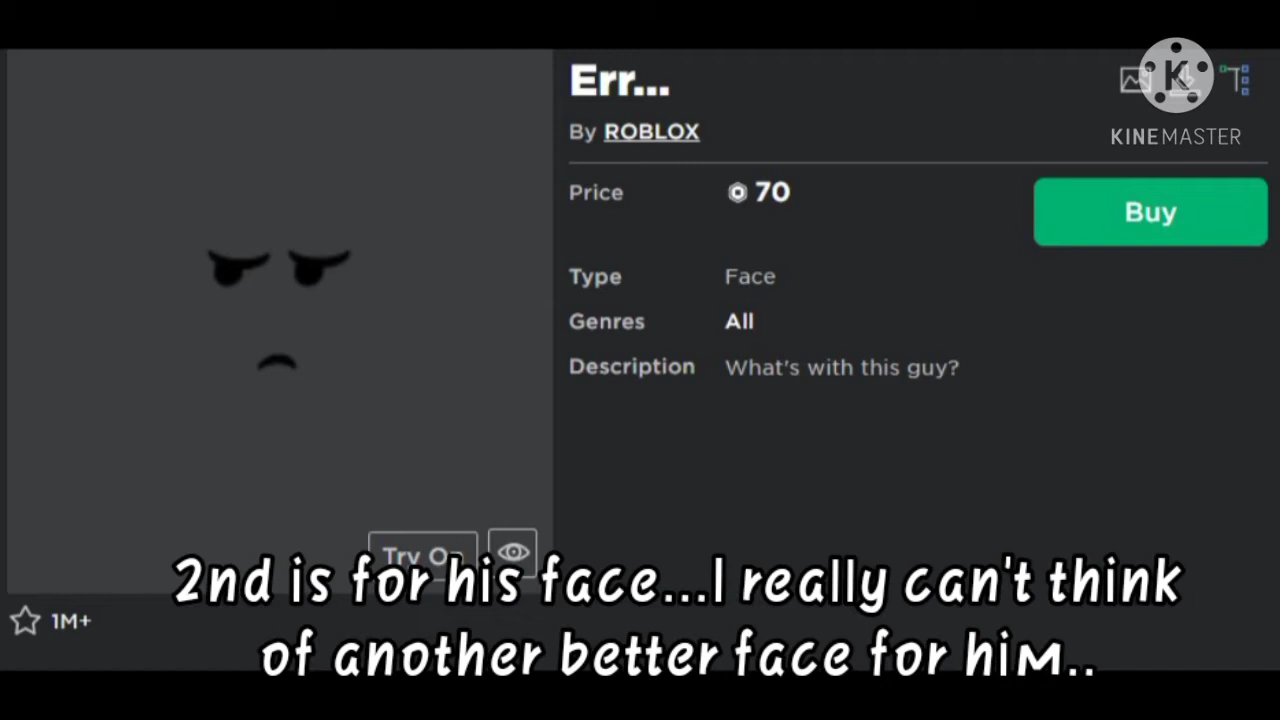 Err...
By ROBLOX
KINEMASTER
Price 70
Buy
Type Face
Genres All
Description What's with this guy?
Try On
1M+
2nd is for his face...I really can't think
of another better face for him..